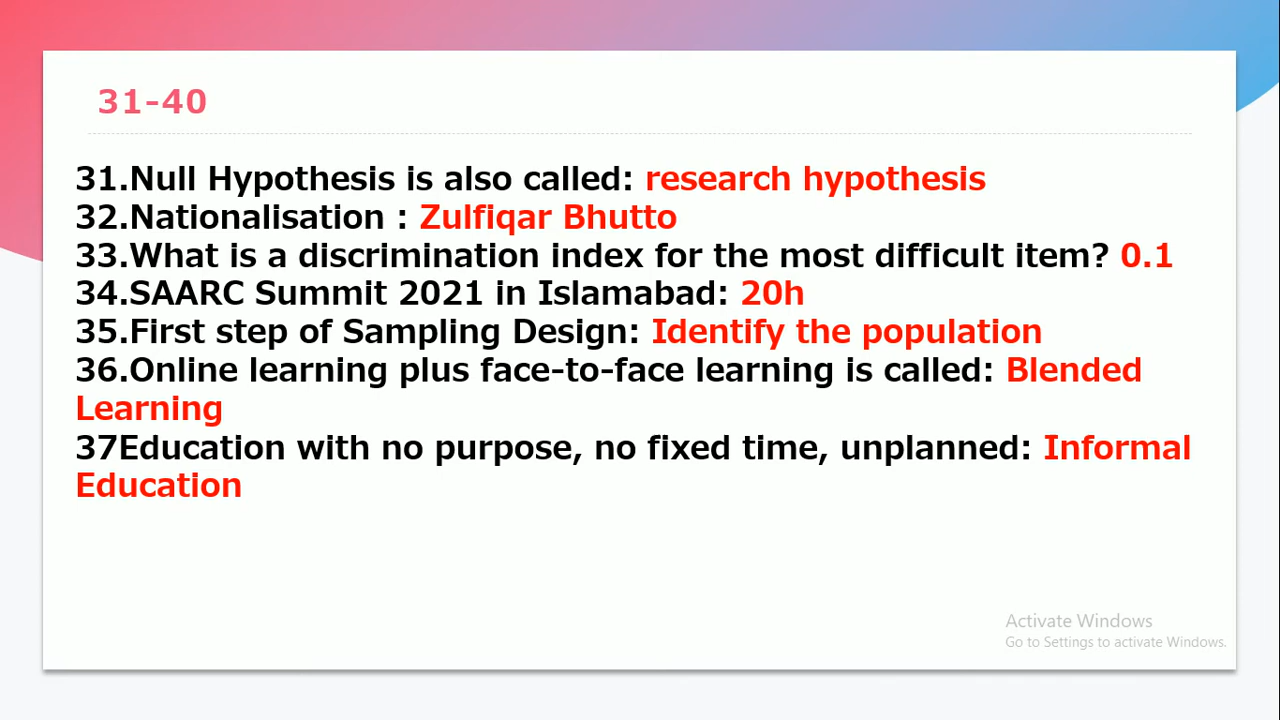 31-40
31.Null Hypothesis is also called: research hypothesis
32.Nationalisation : Zulfiqar Bhutto
33.What is a discrimination index for the most difficult item? 0.1
34.SAARC Summit 2021 in Islamabad: 20h
35.First step of Sampling Design: Identify the population
36.Online learning plus face-to-face learning is called: Blended
Learning
37Education with no purpose, no fixed time, unplanned: Informal
Education
Activate Windows
Go to Settings to activate Windows.